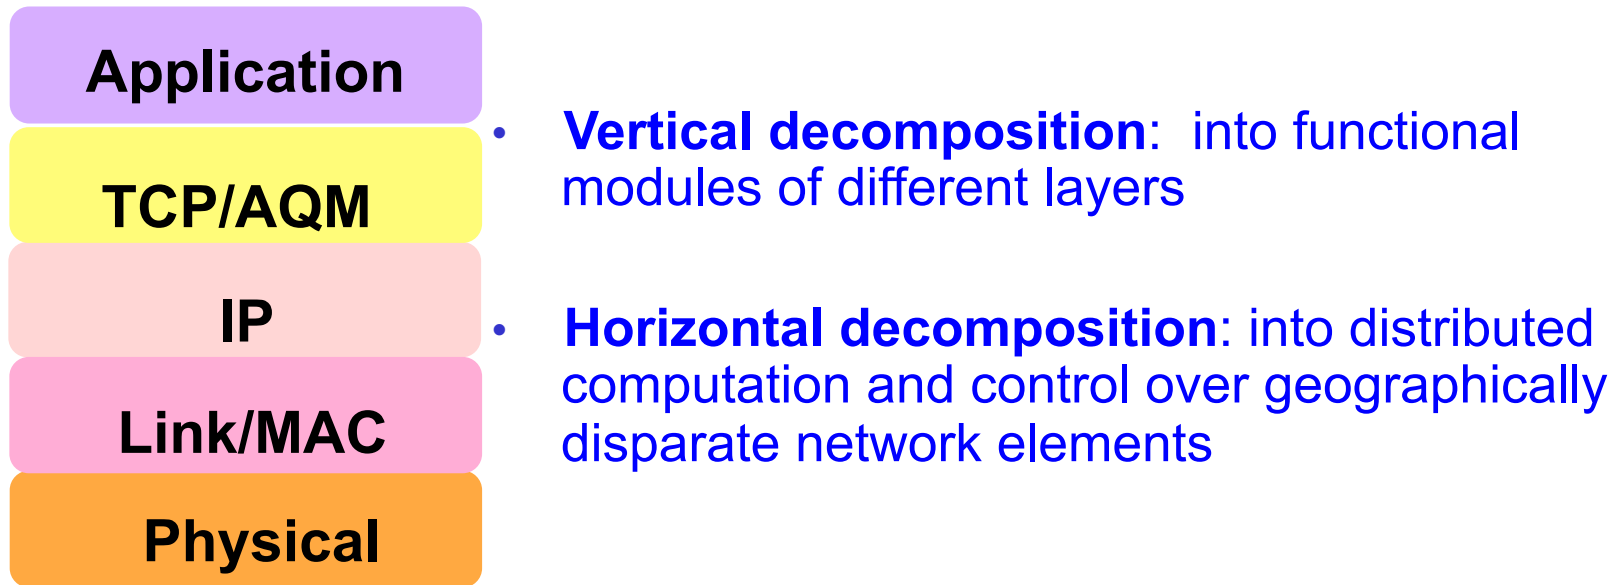 Application
TCP/AQM
IP
Link/MAC
Physical
• Vertical decomposition: into functional
modules of different layers
• Horizontal decomposition: into distributed
computation and control over geographically
disparate network elements